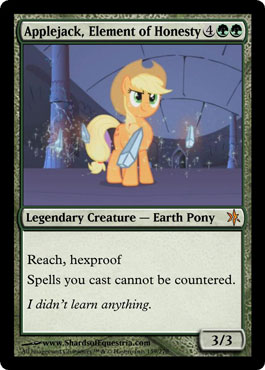 Applejack, Element of Honesty 4
Legendary Creature — Earth Pony
Reach, hexproof
Spells you cast cannot be countered.
I didn't learn anything.
www.ShardsofEquestria.com
3/3